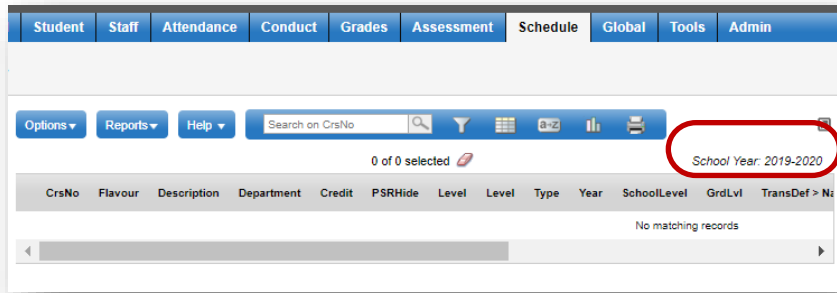 Student Staff Attendance Conduct Grades Assessment Schedule Global Tools Admin
Options Reports Help Search on CrsNo a-z
0 of 0 selected School Year: 2019-2020
CrsNo Flavour Description Department Credit PSRHide Level Level Type Year SchoolLevel GrdLvl TransDef > Na
No matching records